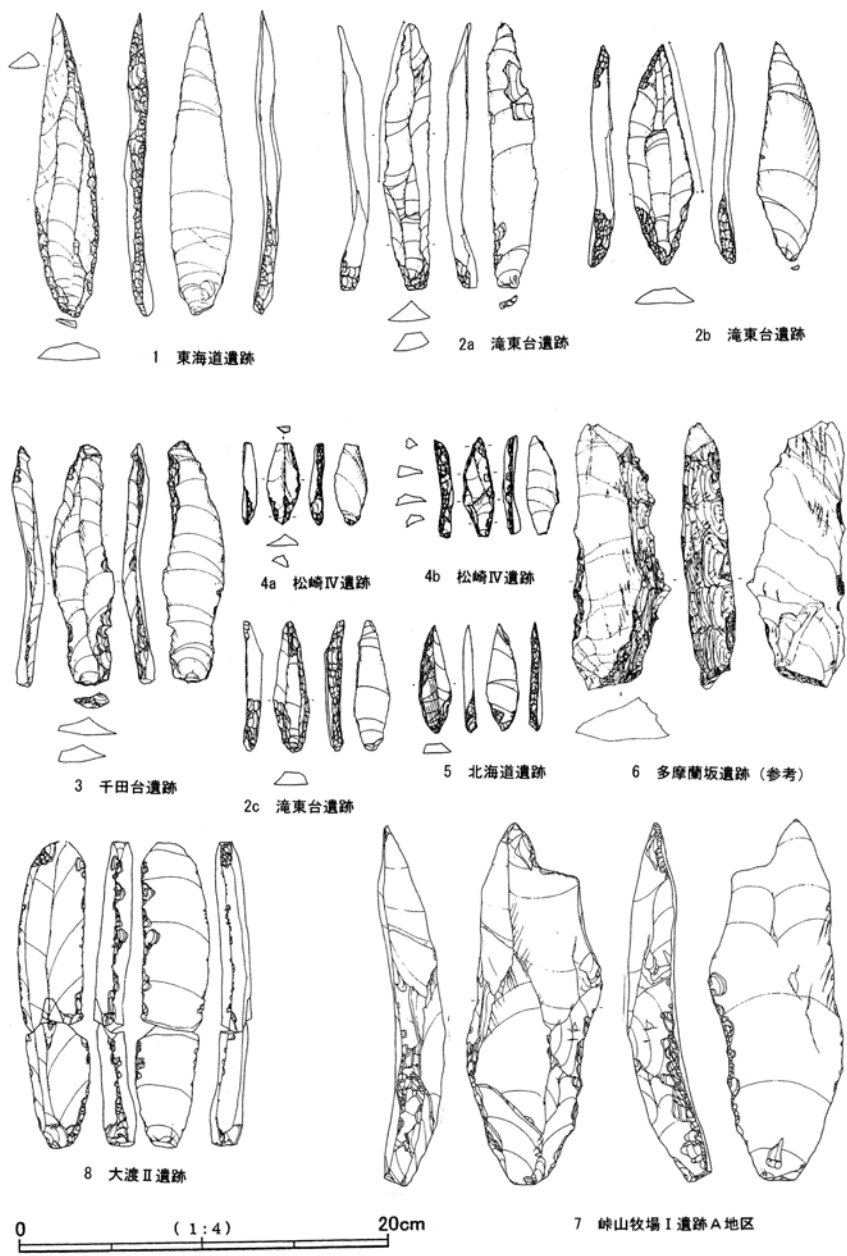 1 東海道遺跡
2a 滝東台遺跡
2b 滝東台遺跡
3 千田台遺跡
4a 松崎Ⅳ遺跡
4b 松崎Ⅳ遺跡
2c 滝東台遺跡
5 北海道遺跡
6 多摩蘭坂遺跡（参考）
8 大渡Ⅱ遺跡
7 峠山牧場Ⅰ遺跡A地区
0 (1:4) 20cm